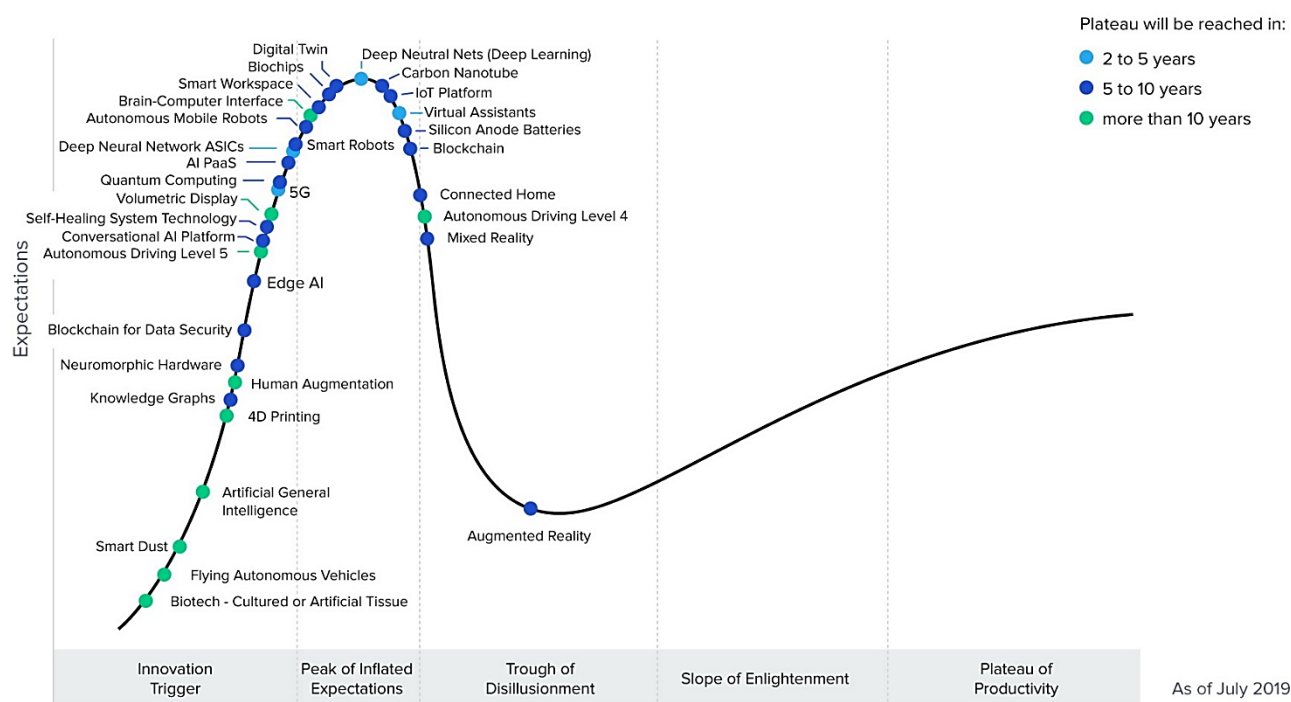 Plateau will be reached in:
2 to 5 years
5 to 10 years
more than 10 years
Expectations
Digital Twin
Biochips
Smart Workspace
Brain-Computer Interface
Autonomous Mobile Robots
Deep Neural Network ASICs
AI PaaS
Quantum Computing
Volumetric Display
Self-Healing System Technology
Conversational AI Platform
Autonomous Driving Level 5
Blockchain for Data Security
Neuromorphic Hardware
Knowledge Graphs
Smart Dust
Deep Neutral Nets (Deep Learning)
Carbon Nanotube
IoT Platform
Virtual Assistants
Silicon Anode Batteries
Blockchain
Smart Robots
5G
Edge AI
Human Augmentation
4D Printing
Artificial General
Intelligence
Flying Autonomous Vehicles
Biotech - Cultured or Artificial Tissue
Connected Home
Autonomous Driving Level 4
Mixed Reality
Augmented Reality
Innovation
Trigger
Peak of Inflated
Expectations
Trough of
Disillusionment
Slope of Enlightenment
Plateau of
Productivity
As of July 2019